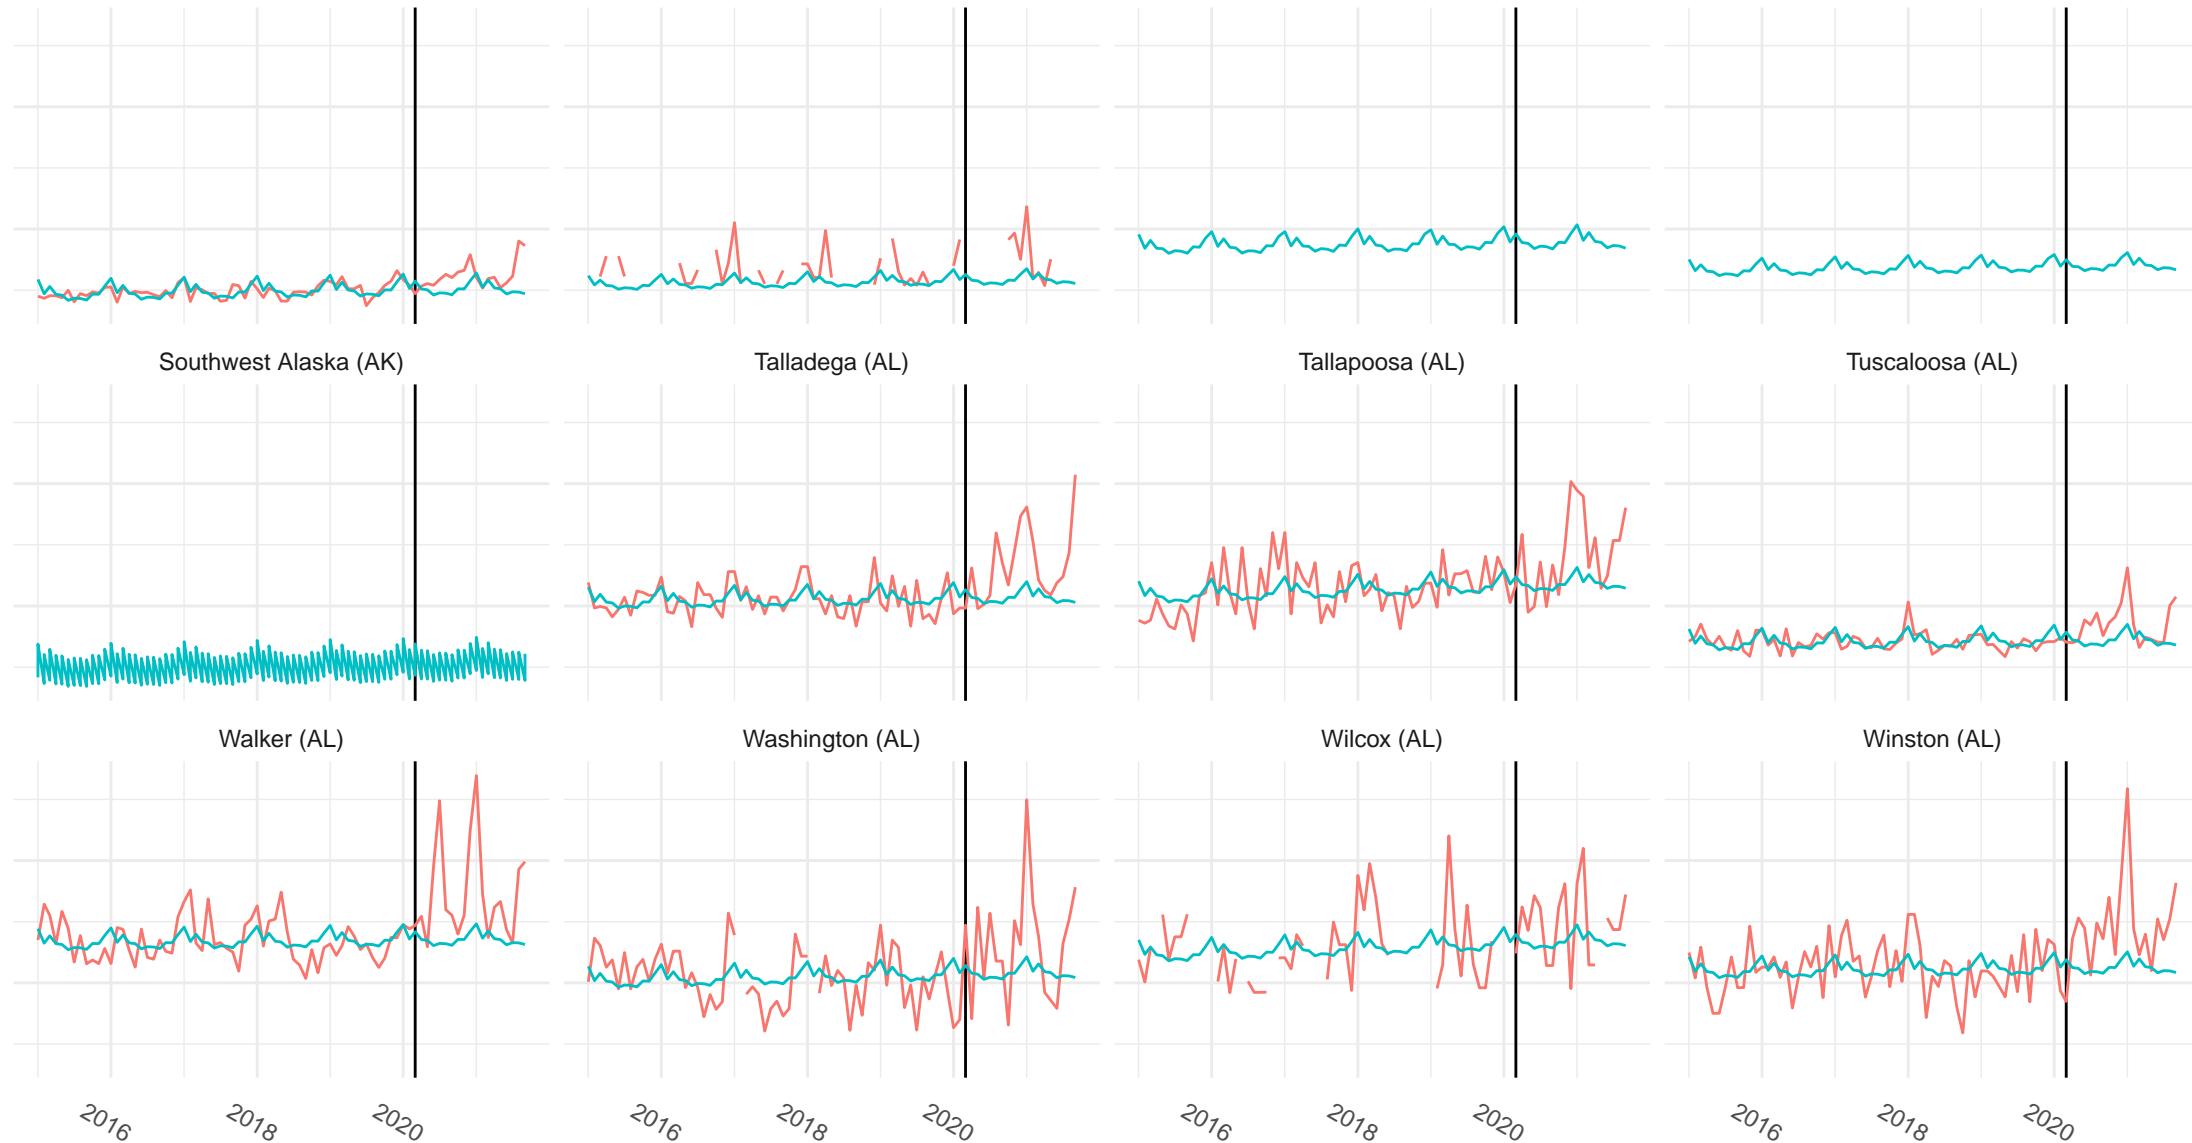 Southwest Alaska (AK) Talladega (AL) Tallapoosa (AL) Tuscaloosa (AL)
Walker (AL) Washington (AL) Wilcox (AL) Winston (AL)
2016 2018 2020 2016 2018 2020 2016 2018 2020 2016 2018 2020